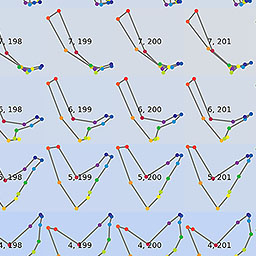 7, 198 7, 199 7, 200 7, 201
6, 198 6, 199 6, 200 6, 201
5, 198 5, 199 5, 200 5, 201
4, 198 4, 199 4, 200 4, 201